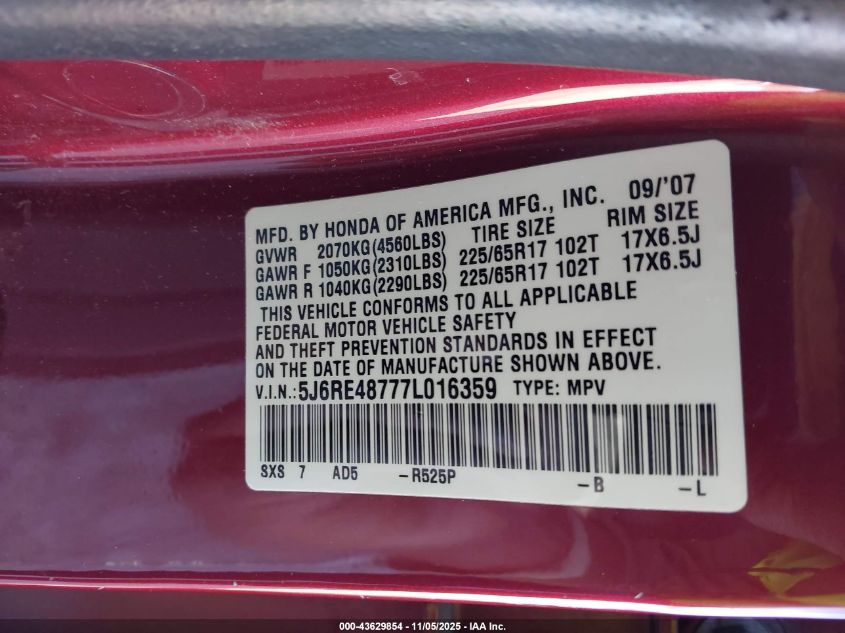 MFD. BY HONDA OF AMERICA MFG., INC. 09/'07
GVWR 2070KG(4560LBS) TIRE SIZE RIM SIZE
GAWR F 1050KG(2310LBS) 225/65R17 102T 17X6.5J
GAWR R 1040KG(2290LBS) 225/65R17 102T 17X6.5J
THIS VEHICLE CONFORMS TO ALL APPLICABLE
FEDERAL MOTOR VEHICLE SAFETY
AND THEFT PREVENTION STANDARDS IN EFFECT
ON THE DATE OF MANUFACTURE SHOWN ABOVE.
V.I.N.: 5J6RE48777L016359 TYPE: MPV
SXS 7 AD5 -R525P -B -L
000-43629854 - 11/05/2025 - IAA Inc.